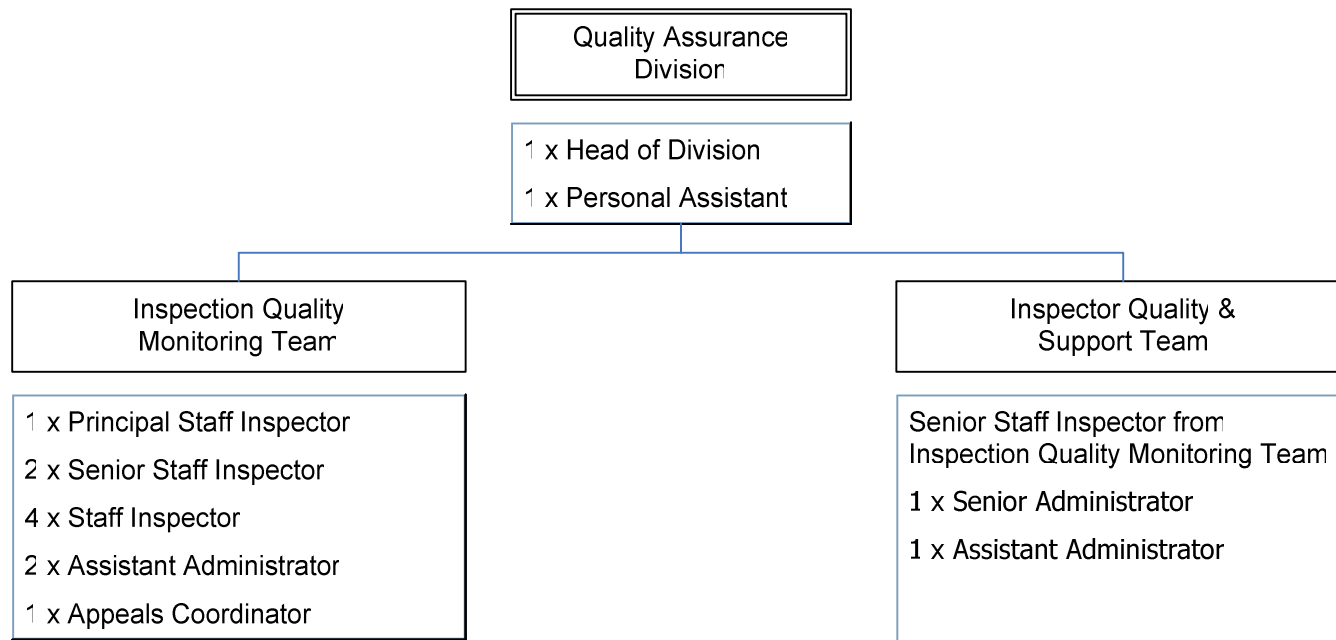 Quality Assurance
Division
1 x Head of Division
1 x Personal Assistant
Inspection Quality
Monitoring Team
1 x Principal Staff Inspector
2 x Senior Staff Inspector
4 x Staff Inspector
2 x Assistant Administrator
1 x Appeals Coordinator
Inspector Quality &
Support Team
Senior Staff Inspector from
Inspection Quality Monitoring Team
1 x Senior Administrator
1 x Assistant Administrator